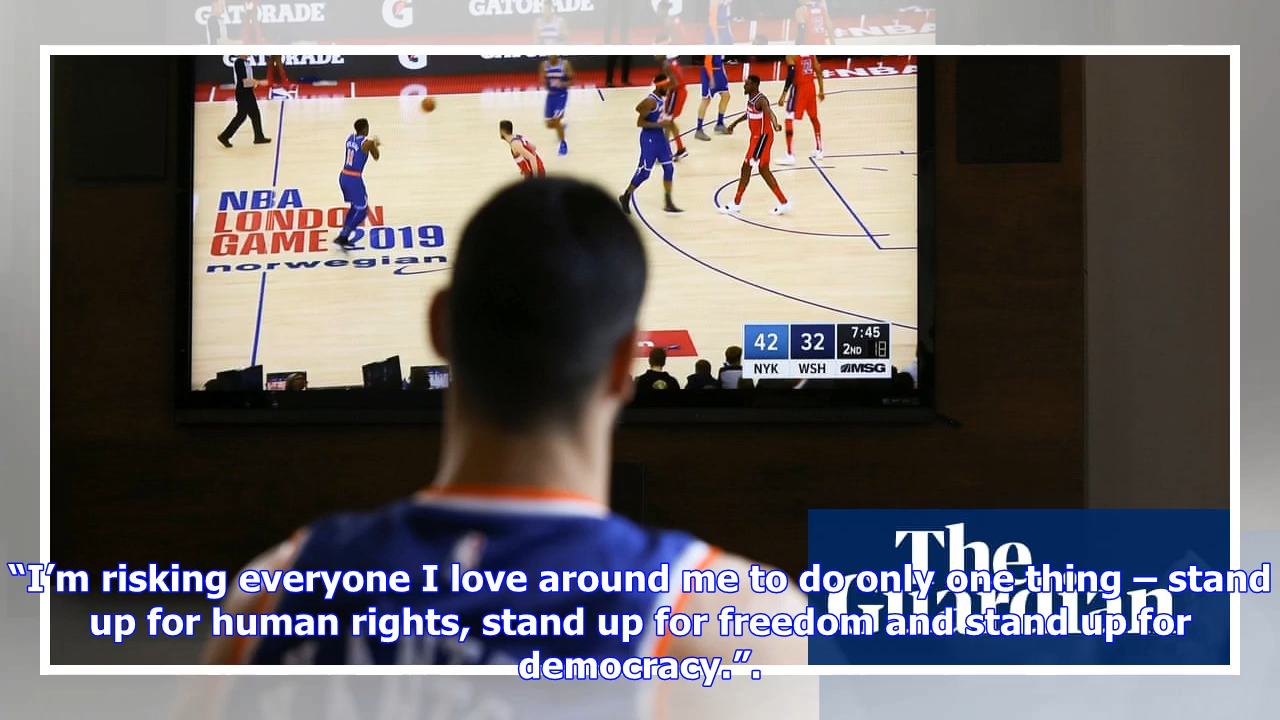 GATORADE
G
GATORADE
GATORADE
G
#NBA
NBA
LONDON
GAME 2019
norwegian
42 32 7:45
2ND 18
NYK WSH MSG
The
Guardian
“I’m risking everyone I love around me to do only one thing – stand
up for human rights, stand up for freedom and stand up for
democracy.”.